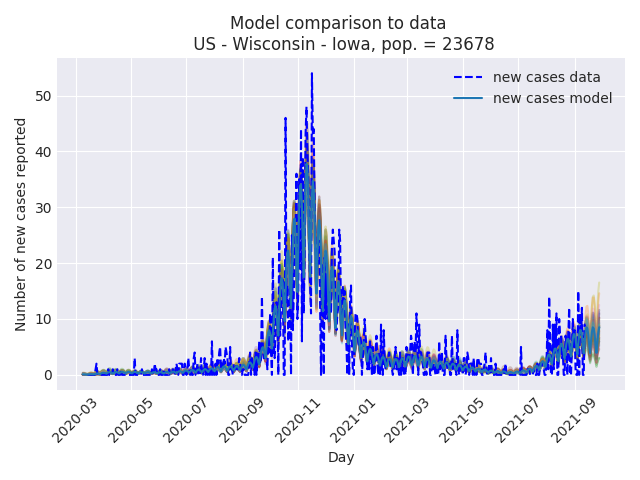 Model comparison to data
US - Wisconsin - Iowa, pop. = 23678
new cases data
new cases model
Number of new cases reported
50
40
30
20
10
0
2020-03
2020-05
2020-07
2020-09
2020-11
2021-01
2021-03
2021-05
2021-07
2021-09
Day